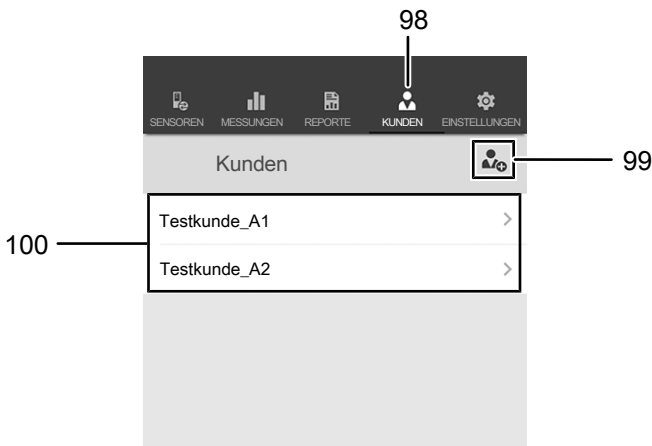 98
SENSOREN MESSUNGEN REPORTE KUNDEN EINSTELLUNGEN
Kunden
99
Testkunde_A1
100
Testkunde_A2